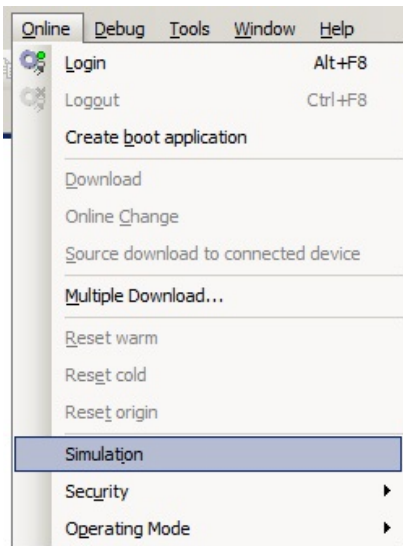 Online Debug Tools Window Help
Login Alt+F8
Logout Ctrl+F8
Create boot application
Download
Online Change
Source download to connected device
Multiple Download...
Reset warm
Reset cold
Reset origin
Simulation
Security
Operating Mode